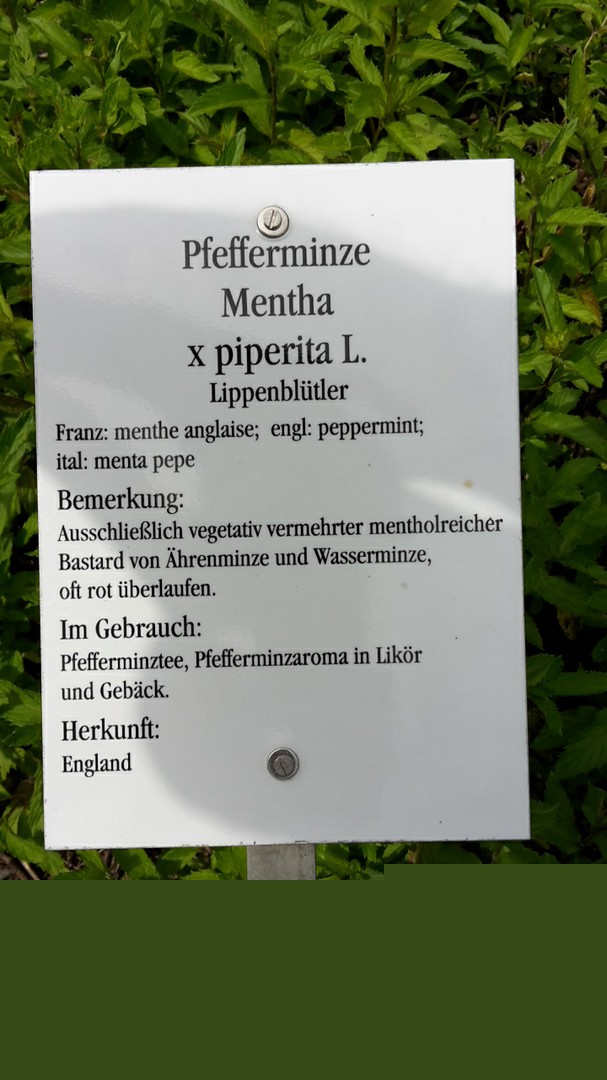 Pfefferminze
Mentha
x piperita L.
Lippenblütler
Franz: menthe anglaise; engl: peppermint;
ital: menta pepe
Bemerkung:
Ausschließlich vegetativ vermehrter mentholreicher
Bastard von Ährenminze und Wasserminze,
oft rot überlaufen.
Im Gebrauch:
Pfefferminztee, Pfefferminzaroma in Likör
und Gebäck.
Herkunft:
England